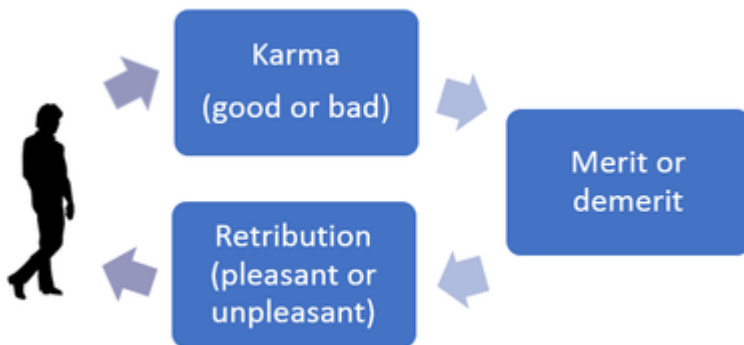 Karma
(good or bad)
Merit or
demerit
Retribution
(pleasant or
unpleasant)